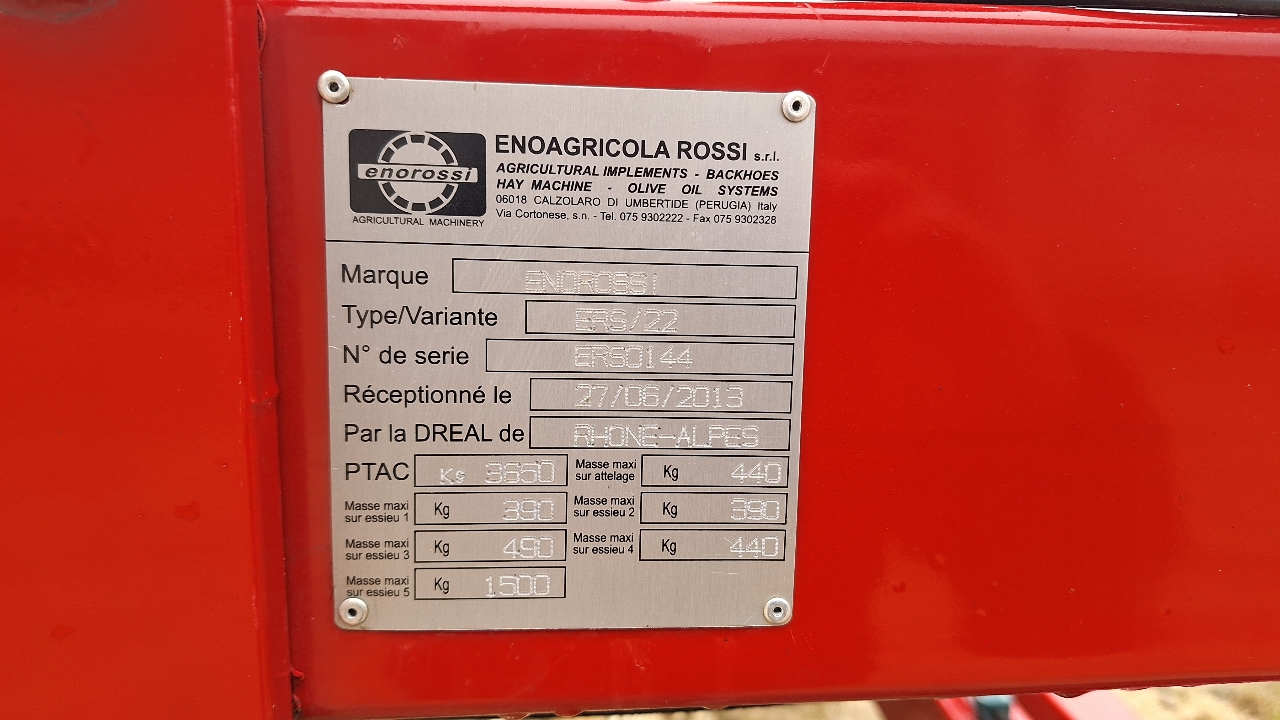 enorossi
AGRICULTURAL MACHINERY
ENOAGRICOLA ROSSI s.r.l.
AGRICULTURAL IMPLEMENTS - BACKHOES
HAY MACHINE - OLIVE OIL SYSTEMS
06018 CALZOLARO DI UMBERTIDE (PERUGIA) Italy
Via Cortonese, s.n. - Tel. 075 9302222 - Fax 075 9302328
Marque ENOROSSI
Type/Variante ERS/22
N° de serie ERS0144
Réceptionné le 27/06/2013
Par la DREAL de RHONE-ALPES
PTAC Kg 3650
Masse maxi
sur attelage Kg 440
Masse maxi
sur essieu 1 Kg 390
Masse maxi
sur essieu 2 Kg 390
Masse maxi
sur essieu 3 Kg 490
Masse maxi
sur essieu 4 Kg 440
Masse maxi
sur essieu 5 Kg 1500